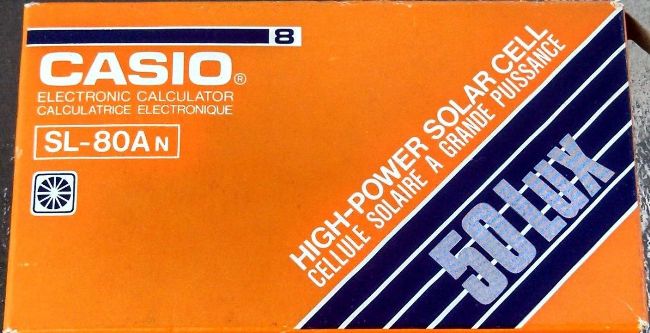 8
CASIO®
ELECTRONIC CALCULATOR
CALCULATRICE ELECTRONIQUE
SL-80A N
HIGH-POWER SOLAR CELL
CELLULE SOLAIRE A GRANDE PUISSANCE
50-LUX